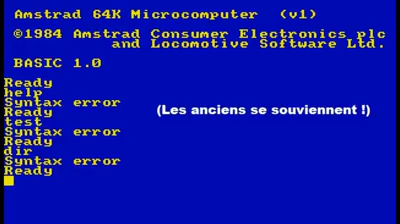 Amstrad 64K Microcomputer (v1)
©1984 Amstrad Consumer Electronics plc
and Locomotive Software Ltd.
BASIC 1.0
Ready
help
Syntax error
(Les anciens se souviennent !)
Ready
test
Syntax error
Ready
dir
Syntax error
Ready